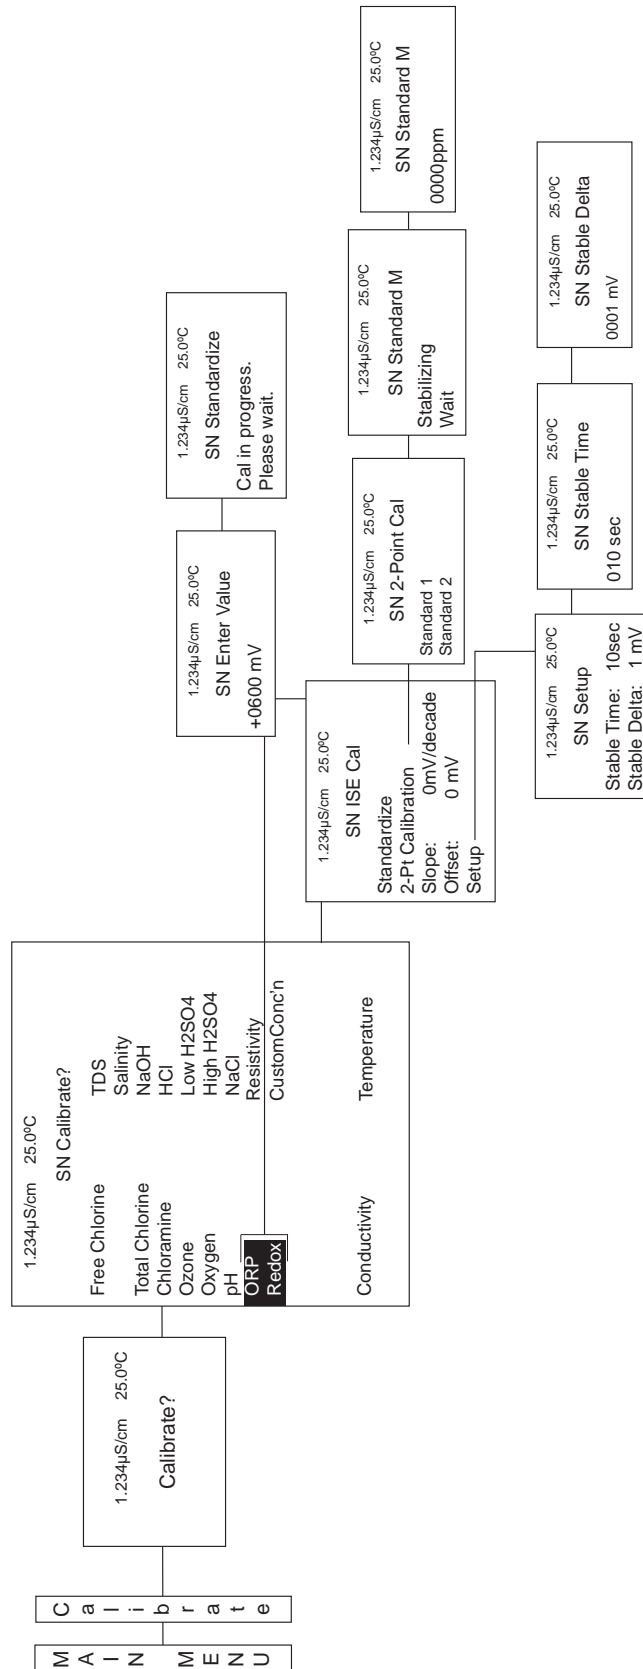 MAIN MENU
Calibrate
1.234µS/cm 25.0ºC
Calibrate?
1.234µS/cm 25.0ºC
SN Calibrate?
Free Chlorine TDS
Salinity
Total Chlorine NaOH
Chloramine HCl
Ozone Low H2SO4
Oxygen High H2SO4
pH NaCl
ORP Resistivity
Redox CustomConc'n
Conductivity Temperature
1.234µS/cm 25.0ºC
SN Enter Value
+0600 mV
1.234µS/cm 25.0ºC
SN Standardize
Cal in progress.
Please wait.
1.234µS/cm 25.0ºC
SN ISE Cal
Standardize
2-Pt Calibration
Slope: 0mV/decade
Offset: 0 mV
Setup
1.234µS/cm 25.0ºC
SN 2-Point Cal
Standard 1
Standard 2
1.234µS/cm 25.0ºC
SN Standard M
Stabilizing
Wait
1.234µS/cm 25.0ºC
SN Standard M
0000ppm
1.234µS/cm 25.0ºC
SN Setup
Stable Time: 10sec
Stable Delta: 1 mV
1.234µS/cm 25.0ºC
SN Stable Time
010 sec
1.234µS/cm 25.0ºC
SN Stable Delta
0001 mV